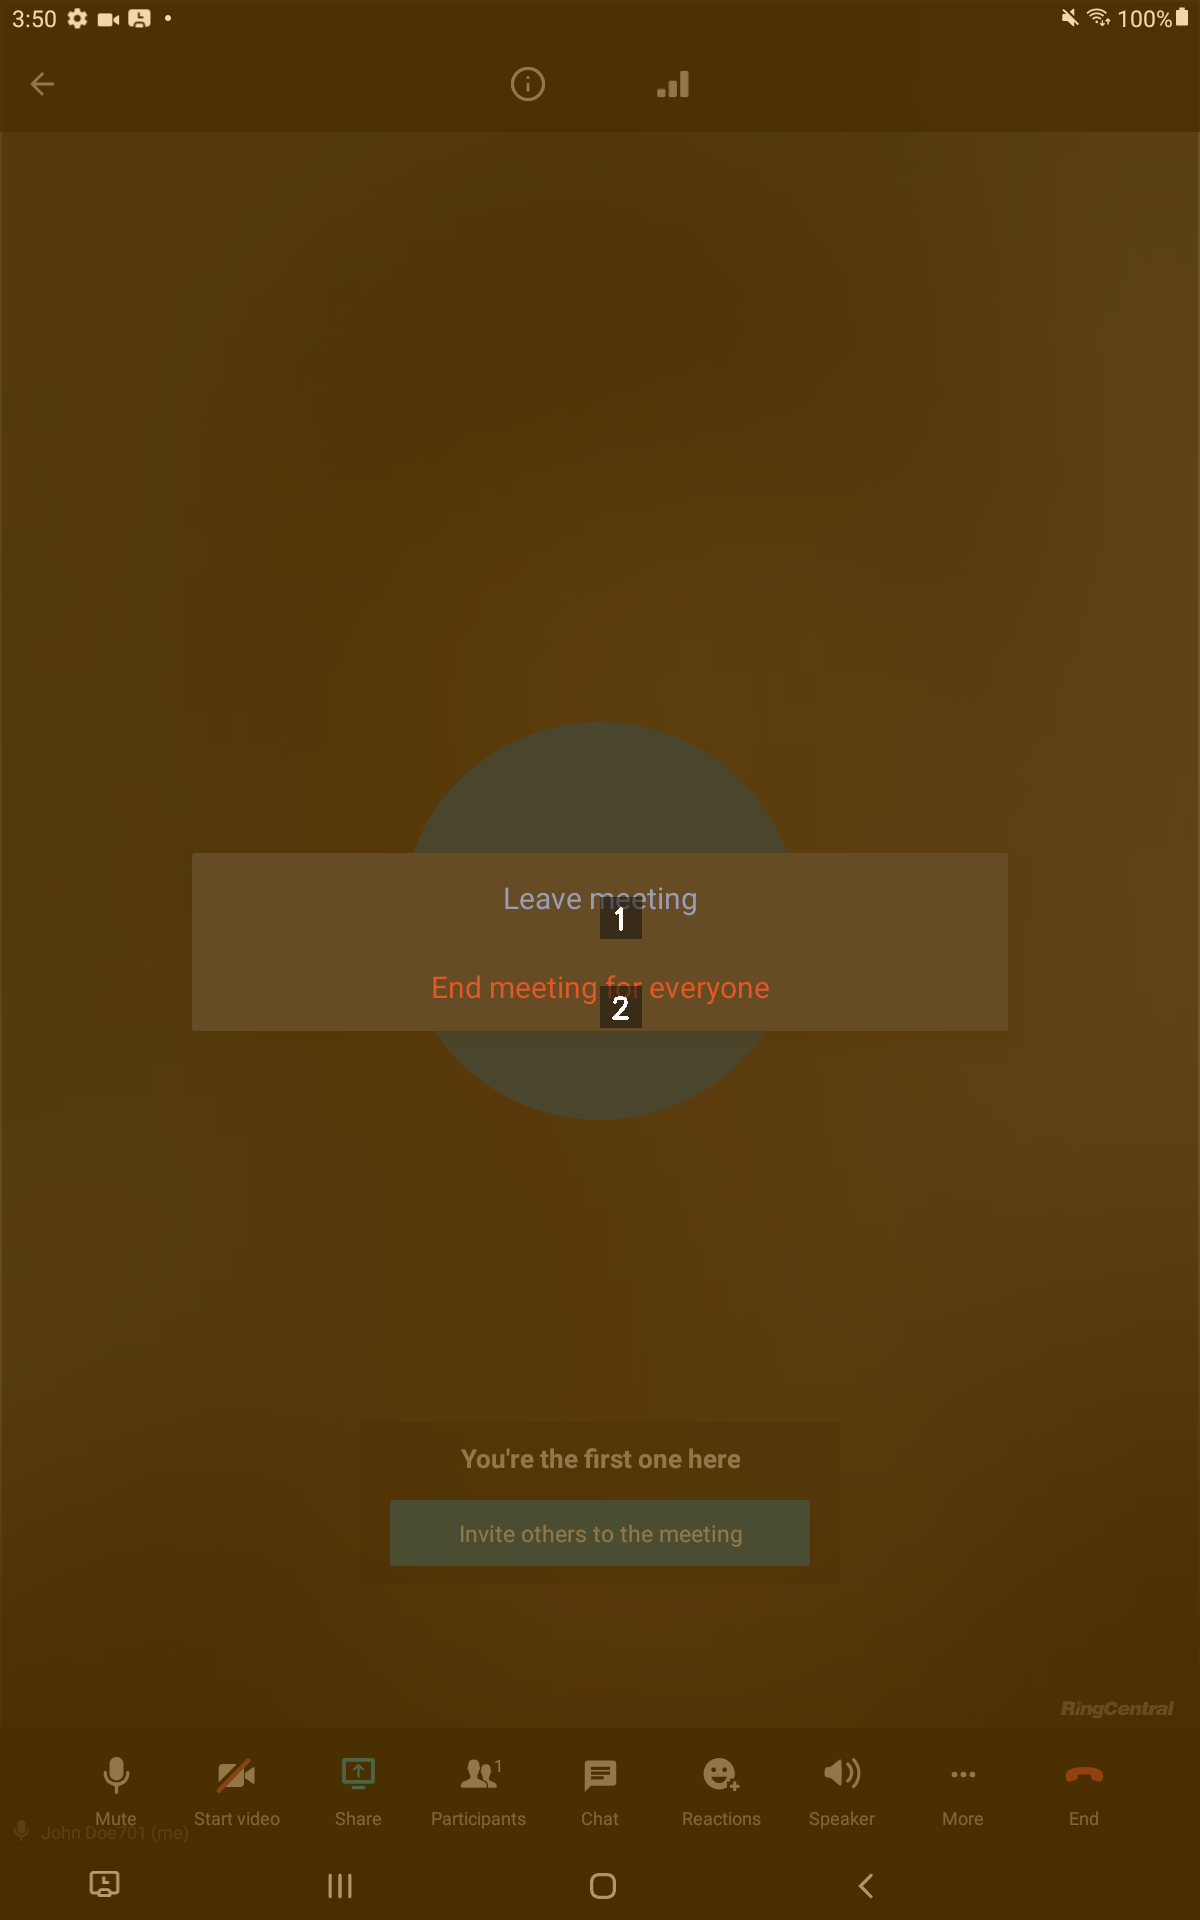 3:50
100%
Leave meeting
1
End meeting for everyone
2
You're the first one here
Invite others to the meeting
RingCentral
1
Mute
Start video
Share
Participants
Chat
Reactions
Speaker
More
End
John Doe701 (me)